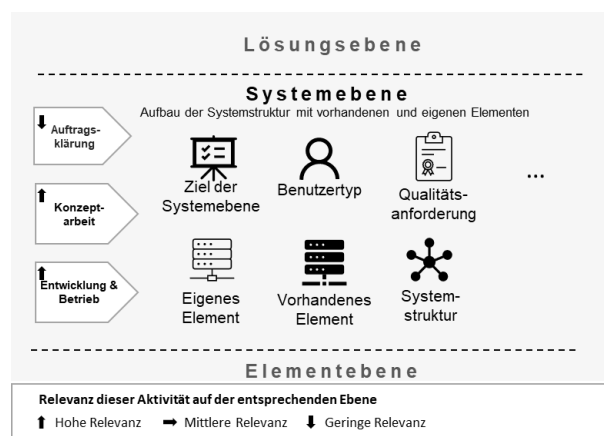 Lösungsebene
Systemebene
Aufbau der Systemstruktur mit vorhandenen und eigenen Elementen
Auftrags-
klärung
Konzept-
arbeit
Entwicklung &
Betrieb
Ziel der
Systemebene
Benutzertyp
Qualitäts-
anforderung
...
Eigenes
Element
Vorhandenes
Element
System-
struktur
Elementebene
Relevanz dieser Aktivität auf der entsprechenden Ebene
Hohe Relevanz Mittlere Relevanz Geringe Relevanz